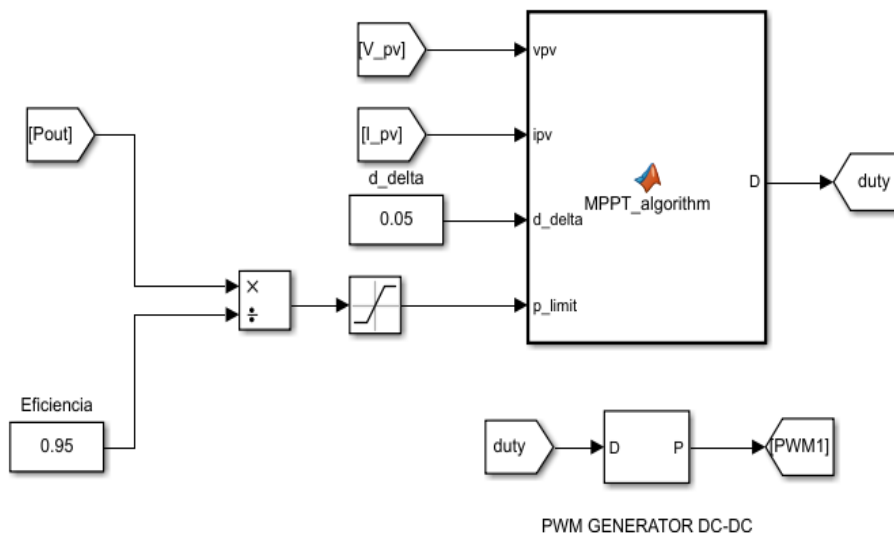 [V_pv]
vpv
[Pout]
[I_pv]
ipv
d_delta
0.05
d_delta
MPPT_algorithm
D
duty
×
÷
p_limit
Eficiencia
0.95
duty
D
P
[PWM1]
PWM GENERATOR DC-DC